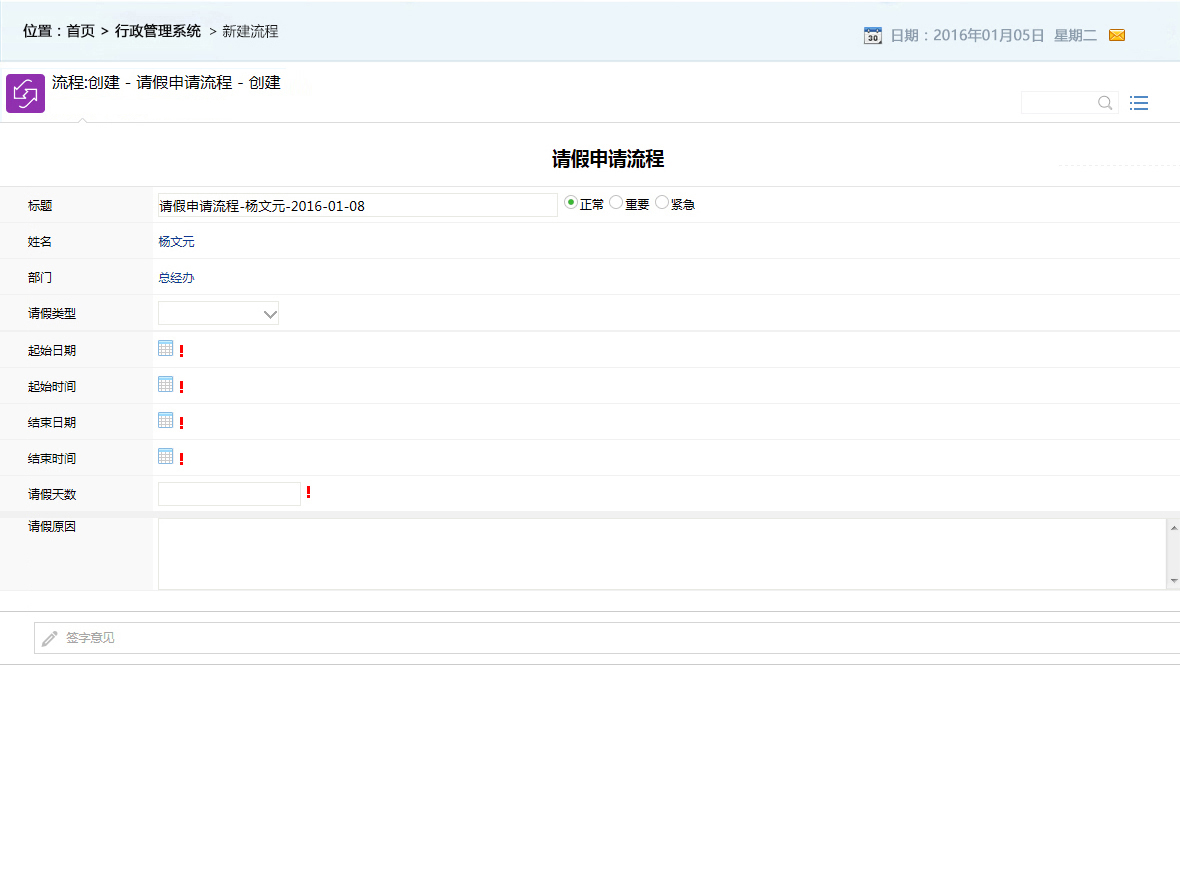 位置：首页 > 行政管理系统 > 新建流程
30 日期：2016年01月05日 星期二
流程:创建 - 请假申请流程 - 创建
请假申请流程
标题 请假申请流程-杨文元-2016-01-08 正常 重要 紧急
姓名 杨文元
部门 总经办
请假类型
起始日期 !
起始时间 !
结束日期 !
结束时间 !
请假天数 !
请假原因
签字意见